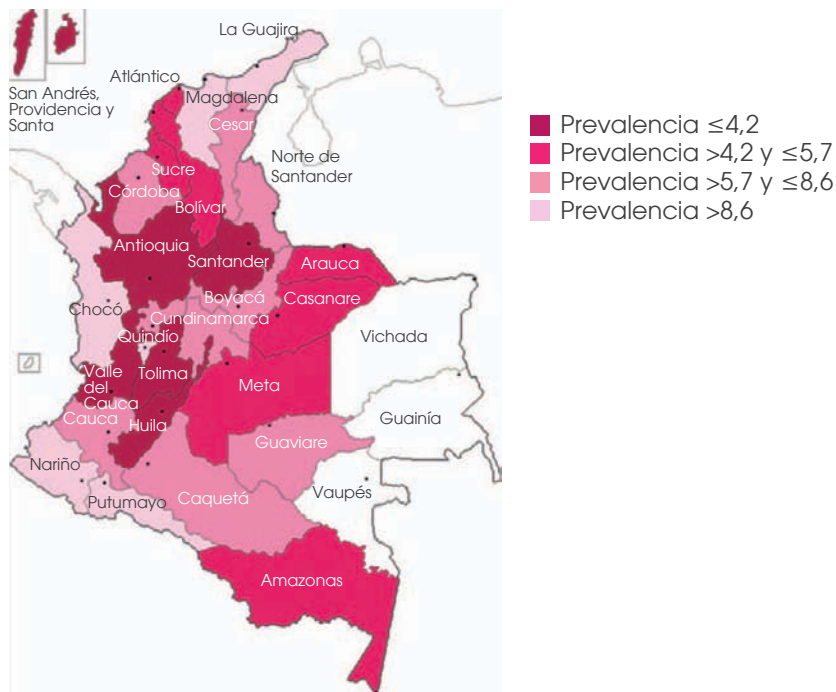 La Guajira
Atlántico
San Andrés,
Providencia y
Santa
Magdalena
Cesar
Norte de
Santander
Sucre
Córdoba
Bolívar
Antioquia
Santander
Arauca
Boyacá
Casanare
Chocó
Cundinamarca
Quindío
Vichada
Valle
del
Cauca
Tolima
Meta
Cauca
Huila
Guainía
Guaviare
Nariño
Putumayo
Caquetá
Vaupés
Amazonas
Prevalencia ≤4,2
Prevalencia >4,2 y ≤5,7
Prevalencia >5,7 y ≤8,6
Prevalencia >8,6